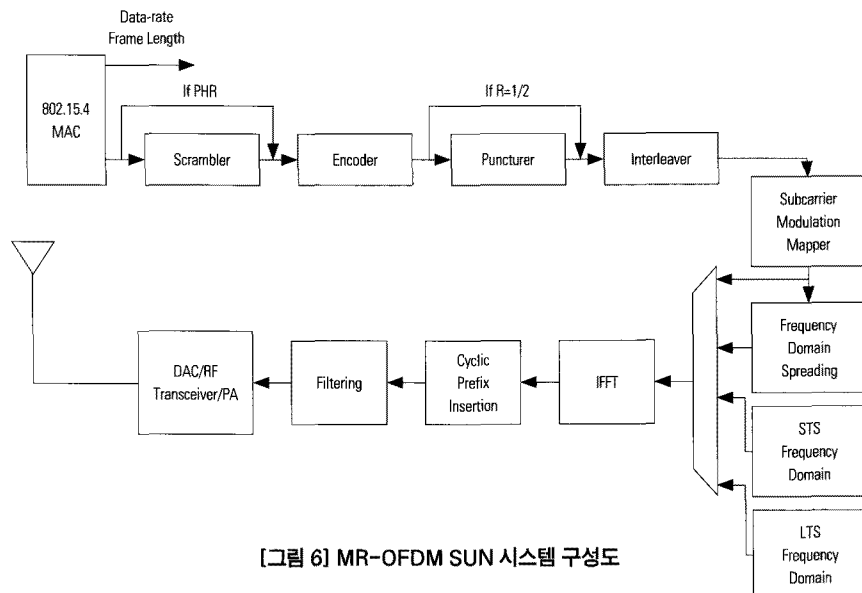 Data-rate
Frame Length
802.15.4
MAC
If PHR
If R=1/2
Scrambler
Encoder
Puncturer
Interleaver
Subcarrier
Modulation
Mapper
DAC/RF
Transceiver/PA
Filtering
Cyclic
Prefix
Insertion
IFFT
Frequency
Domain
Spreading
STS
Frequency
Domain
LTS
Frequency
Domain
[그림 6] MR-OFDM SUN 시스템 구성도